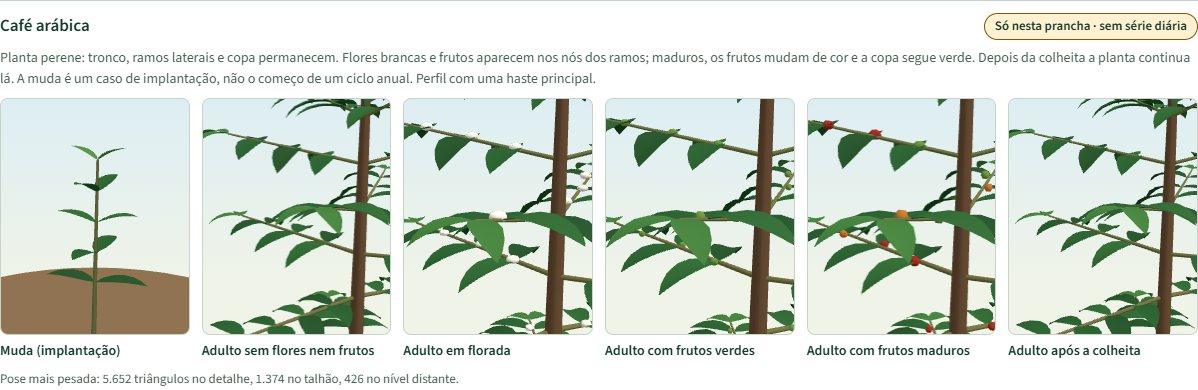 Café arábica
Só nesta prancha · sem série diária
Planta perene: tronco, ramos laterais e copa permanecem. Flores brancas e frutos aparecem nos nós dos ramos; maduros, os frutos mudam de cor e a copa segue verde. Depois da colheita a planta continua
lá. A muda é um caso de implantação, não o começo de um ciclo anual. Perfil com uma haste principal.
Muda (implantação)
Adulto sem flores nem frutos
Adulto em florada
Adulto com frutos verdes
Adulto com frutos maduros
Adulto após a colheita
Pose mais pesada: 5.652 triângulos no detalhe, 1.374 no talhão, 426 no nível distante.